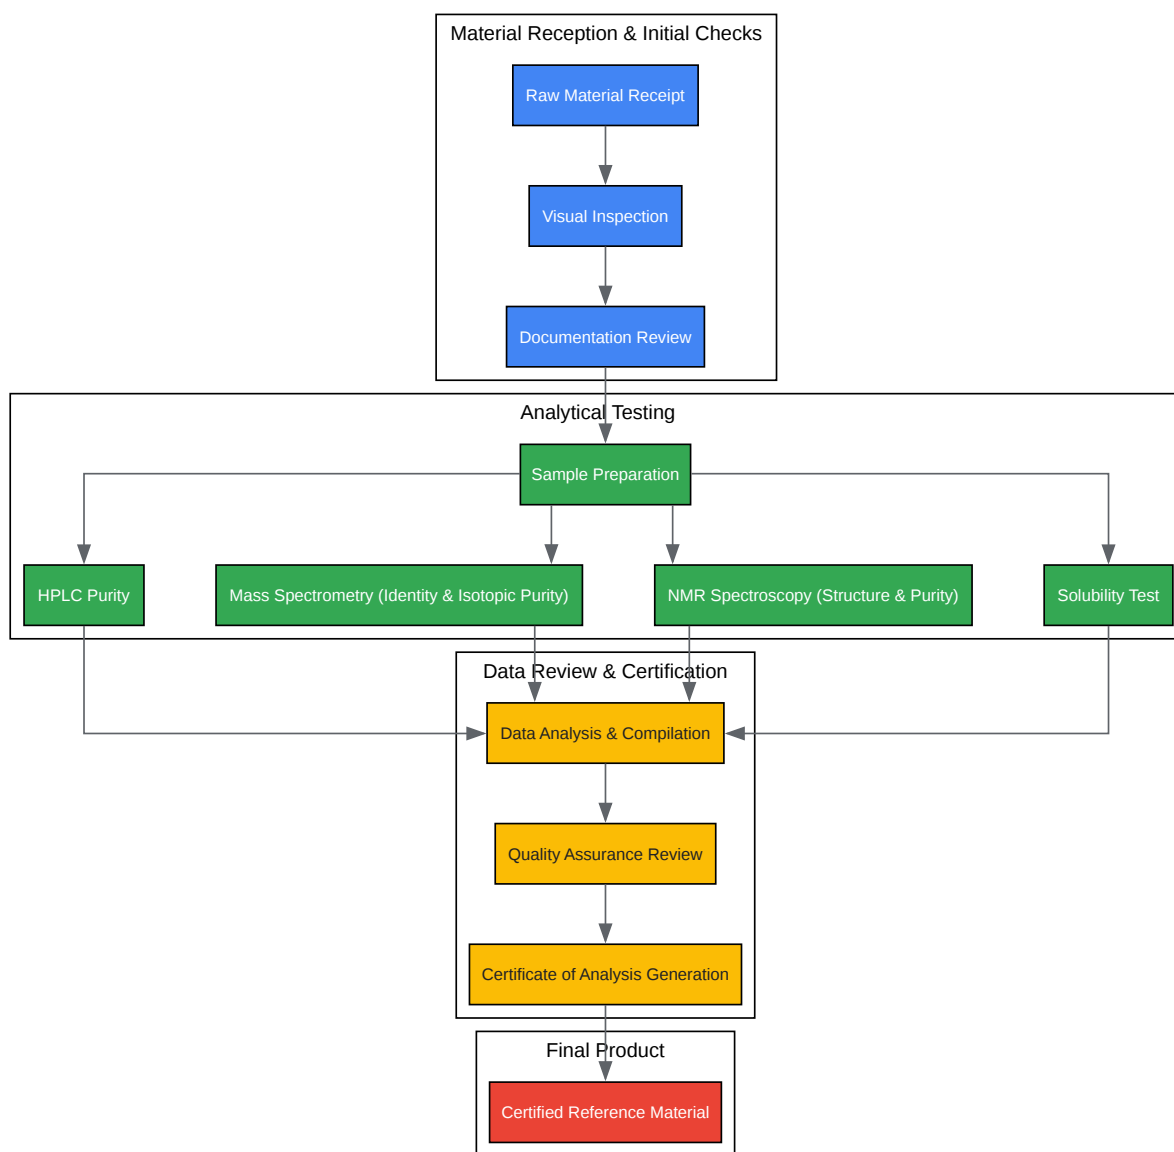 Material Reception & Initial Checks
Raw Material Receipt
Visual Inspection
Documentation Review
Analytical Testing
Sample Preparation
HPLC Purity
Mass Spectrometry (Identity & Isotopic Purity)
NMR Spectroscopy (Structure & Purity)
Solubility Test
Data Review & Certification
Data Analysis & Compilation
Quality Assurance Review
Certificate of Analysis Generation
Final Product
Certified Reference Material